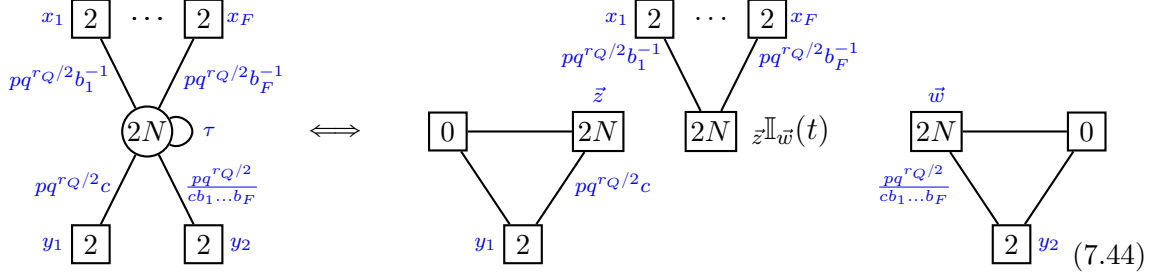 x_1 2 ··· 2 x_F x_1 2 ··· 2 x_F
pq^{r_Q/2}b_1^{-1} pq^{r_Q/2}b_F^{-1} pq^{r_Q/2}b_1^{-1} pq^{r_Q/2}b_F^{-1}
\vec{z} \vec{w}
2N τ ⟺ 0 2N 2N _{\vec{z}}𝕀_{\vec{w}}(t) 2N 0
pq^{r_Q/2}c \frac{pq^{r_Q/2}}{cb_1...b_F} pq^{r_Q/2}c \frac{pq^{r_Q/2}}{cb_1...b_F}
y_1 2 2 y_2 y_1 2 2 y_2 (7.44)